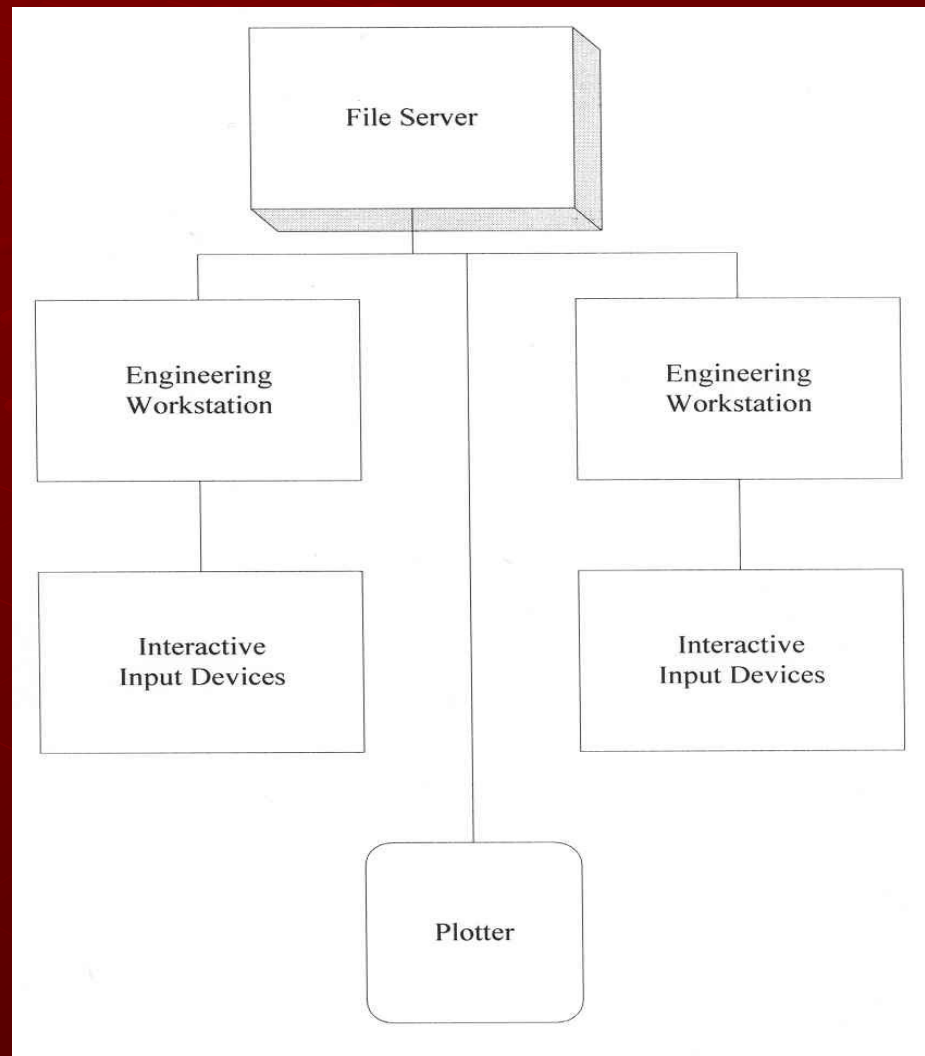 File Server
Engineering
Workstation
Engineering
Workstation
Interactive
Input Devices
Interactive
Input Devices
Plotter